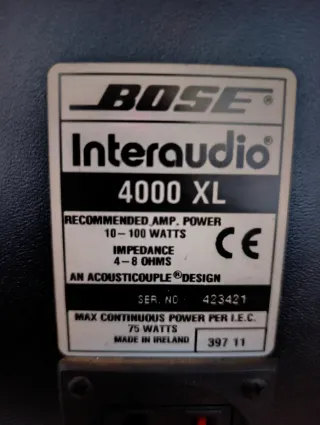 BOSE®
Interaudio®
4000 XL
RECOMMENDED AMP. POWER
10-100 WATTS
IMPEDANCE
4-8 OHMS
CE
AN ACOUSTICOUPLE® DESIGN
SER. NO 423421
MAX CONTINUOUS POWER PER I.E.C.
75 WATTS
MADE IN IRELAND
397 11